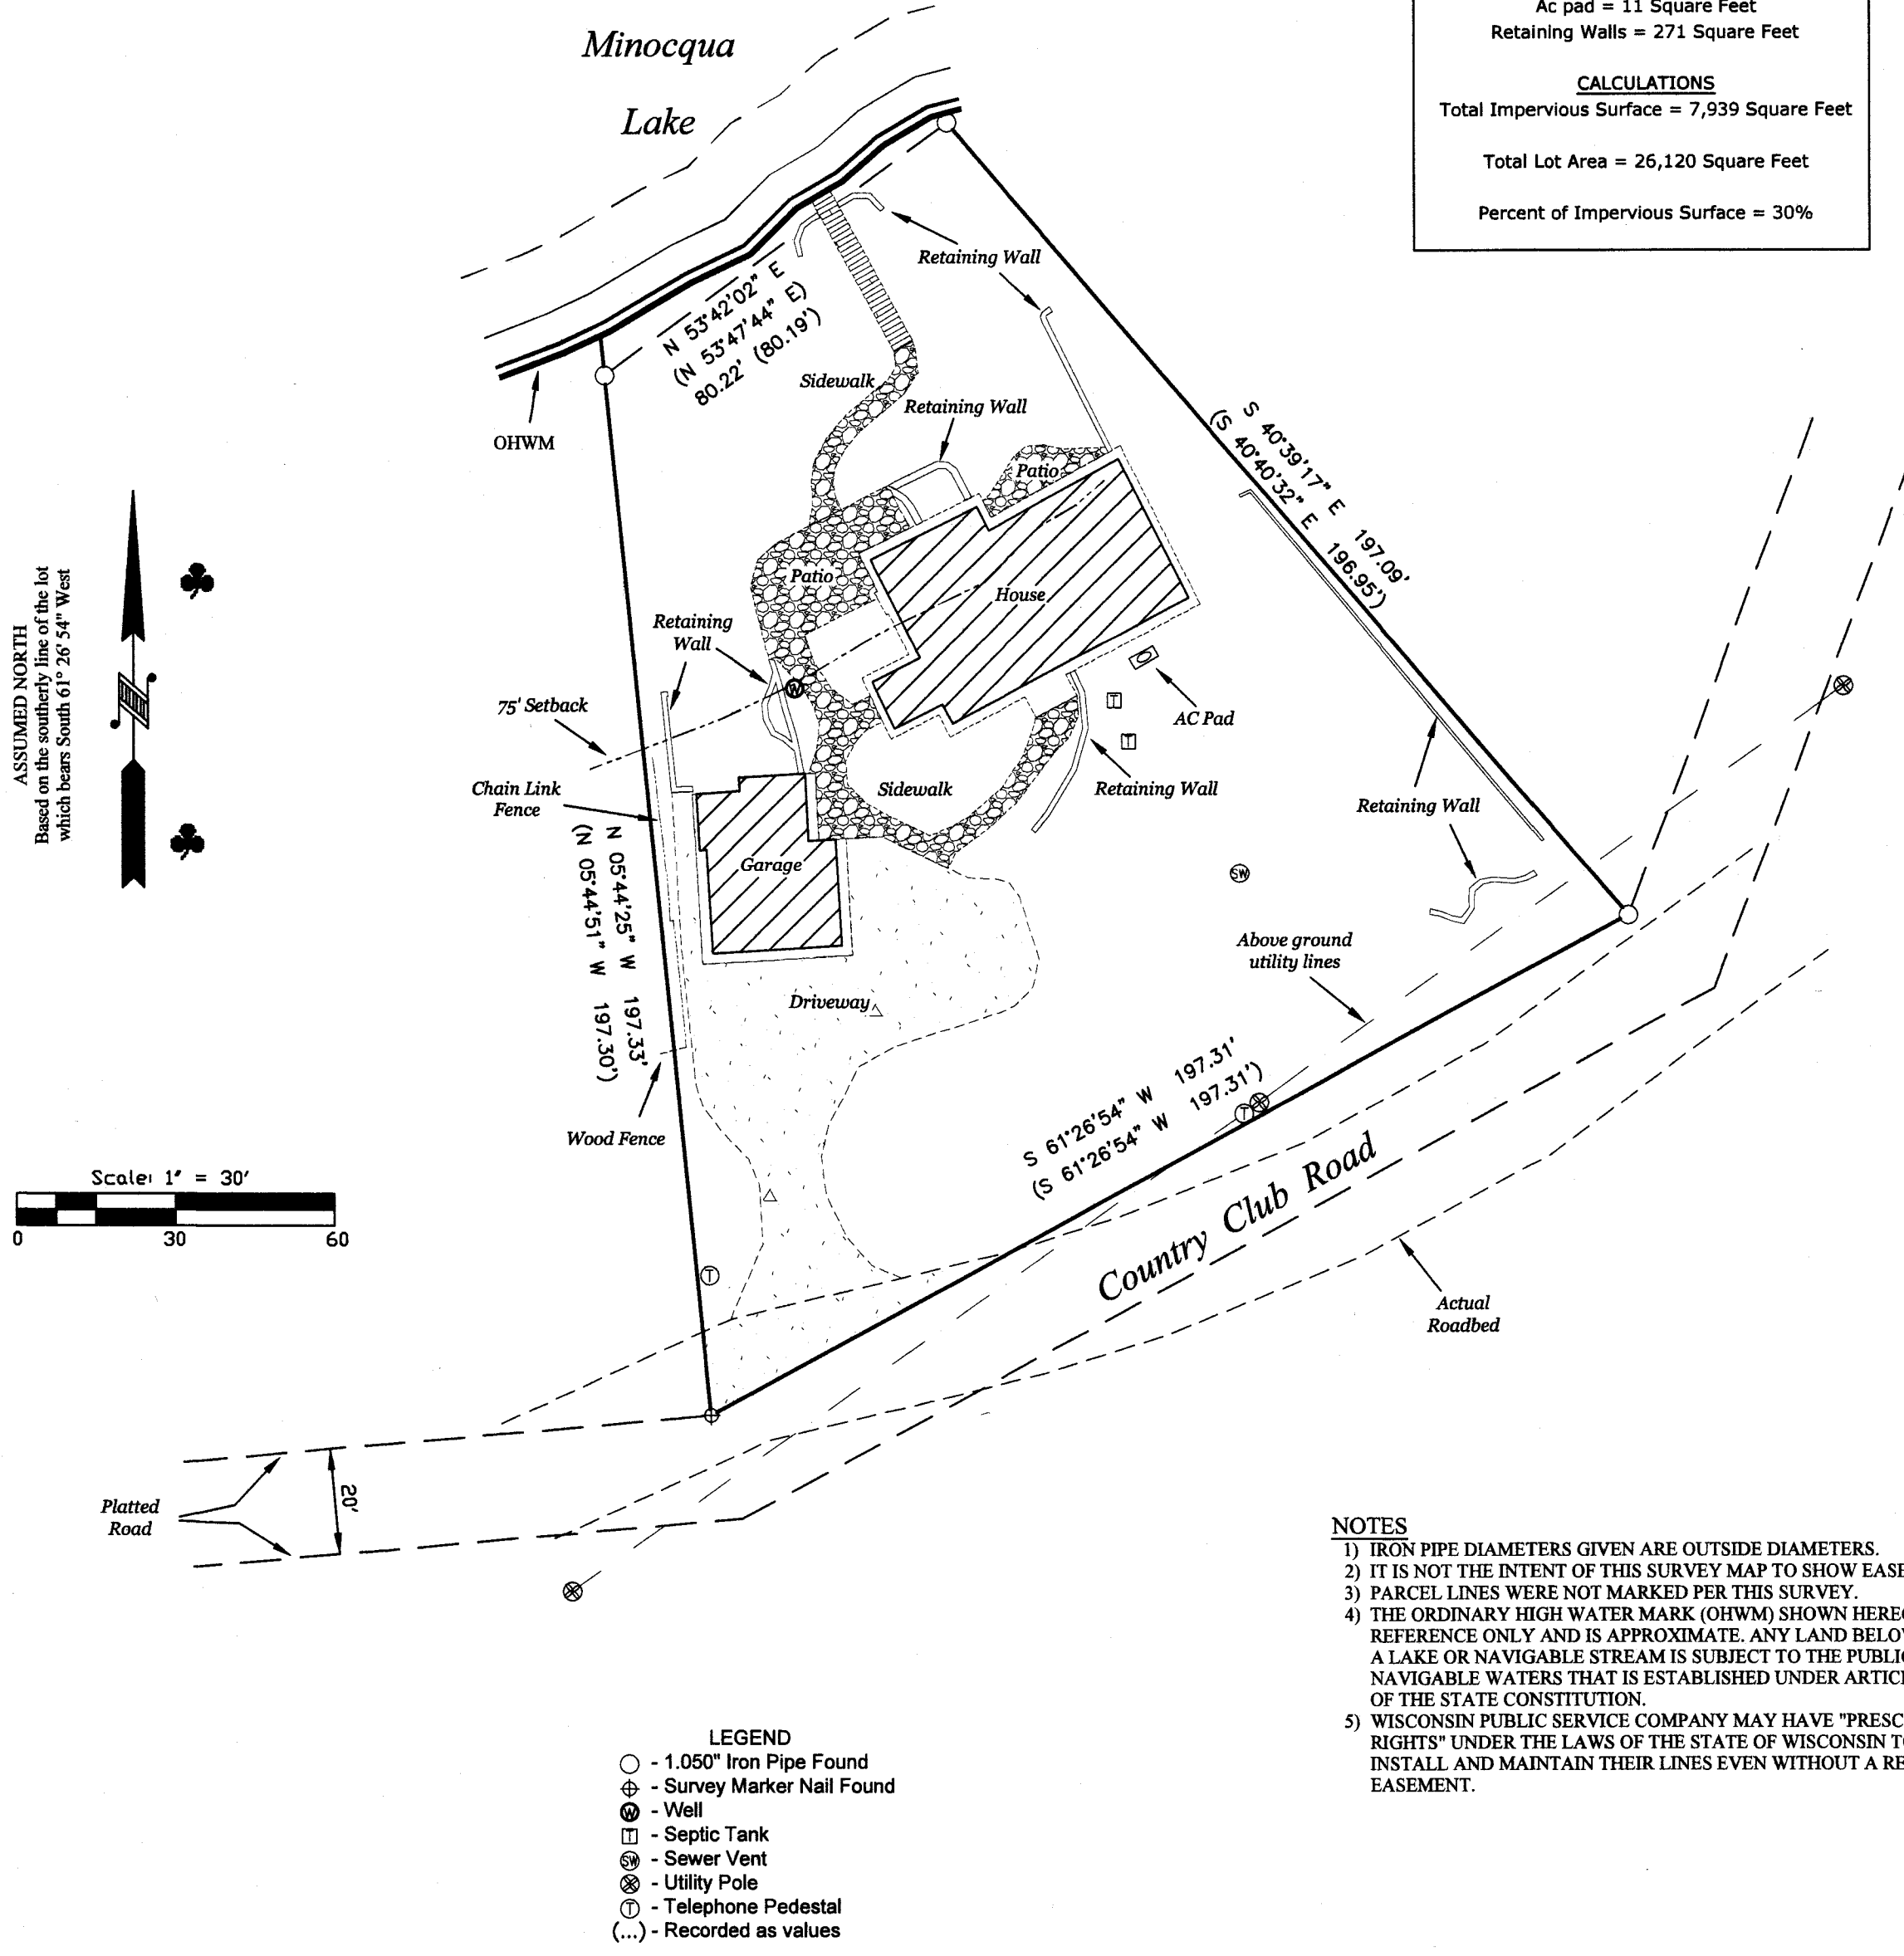 Ac pad = 11 Square Feet
Retaining Walls = 271 Square Feet
CALCULATIONS
Total Impervious Surface = 7,939 Square Feet
Total Lot Area = 26,120 Square Feet
Percent of Impervious Surface = 30%
Minocqua
Lake
Retaining Wall
N 53°42'02" E
(N 53°47'44" E)
80.22' (80.19')
Sidewalk
Retaining Wall
OHWM
Patio
S 40°39'17" E 197.09'
(S 40°40'32" E 196.95')
ASSUMED NORTH
Based on the southerly line of the lot
which bears South 61° 26' 54" West
Patio
House
Retaining
Wall
W
75' Setback
T
AC Pad
T
Chain Link
Fence
Sidewalk
Retaining Wall
Retaining Wall
N 05°44'25" W 197.33'
(N 05°44'51" W 197.30')
Garage
SW
Above ground
utility lines
Driveway
S 61°26'54" W 197.31'
(S 61°26'54" W 197.31')
T
Wood Fence
Scale: 1" = 30'
0 30 60
T
Country Club Road
Actual
Roadbed
Platted
Road
20'
NOTES
1) IRON PIPE DIAMETERS GIVEN ARE OUTSIDE DIAMETERS.
2) IT IS NOT THE INTENT OF THIS SURVEY MAP TO SHOW EASE
3) PARCEL LINES WERE NOT MARKED PER THIS SURVEY.
4) THE ORDINARY HIGH WATER MARK (OHWM) SHOWN HERE
REFERENCE ONLY AND IS APPROXIMATE. ANY LAND BELO
A LAKE OR NAVIGABLE STREAM IS SUBJECT TO THE PUBLI
NAVIGABLE WATERS THAT IS ESTABLISHED UNDER ARTIC
OF THE STATE CONSTITUTION.
5) WISCONSIN PUBLIC SERVICE COMPANY MAY HAVE "PRESC
RIGHTS" UNDER THE LAWS OF THE STATE OF WISCONSIN T
INSTALL AND MAINTAIN THEIR LINES EVEN WITHOUT A RE
EASEMENT.
LEGEND
- 1.050" Iron Pipe Found
- Survey Marker Nail Found
W - Well
T - Septic Tank
SW - Sewer Vent
- Utility Pole
T - Telephone Pedestal
(...) - Recorded as values